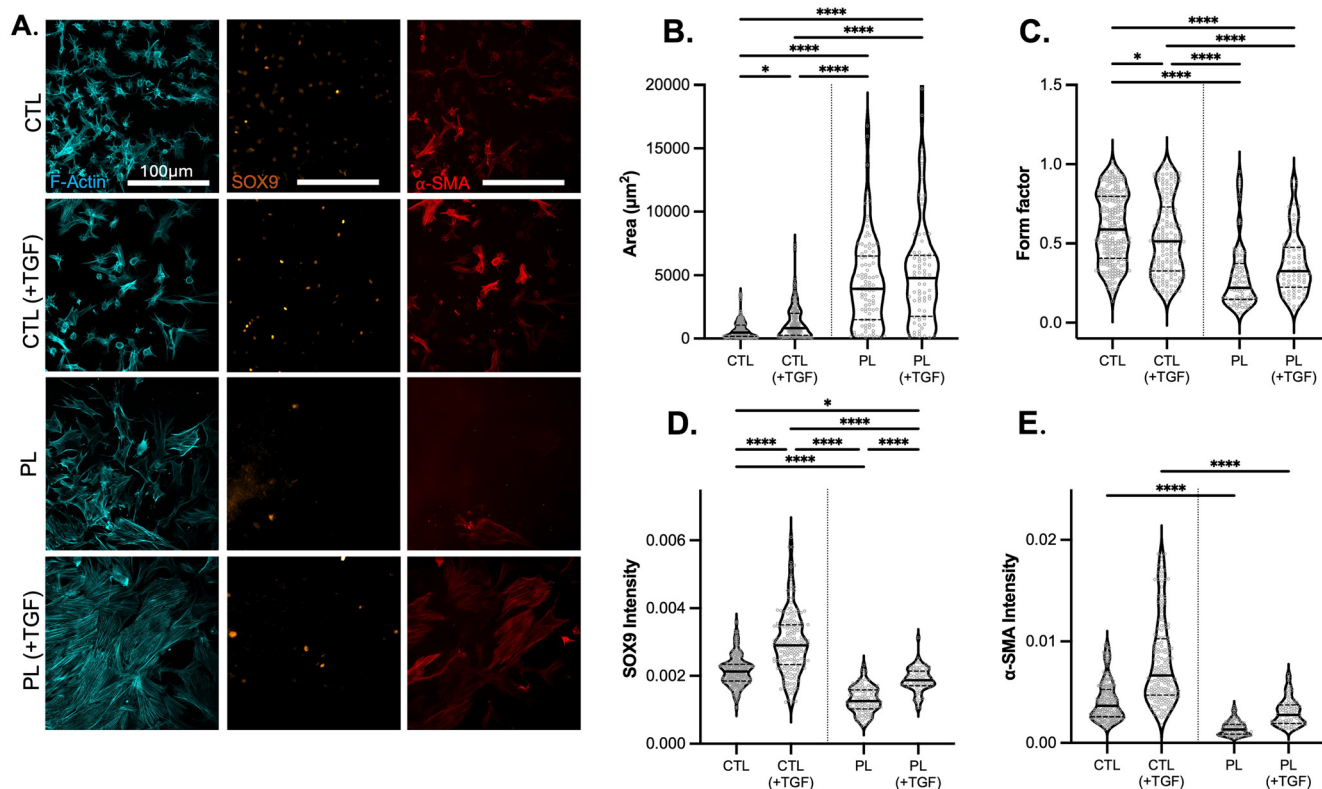 A.
CTL
F-Actin
100µm
SOX9
α-SMA
CTL (+TGF)
PL
PL (+TGF)
B.
****
****
****
*
****
Area (µm²)
20000
15000
10000
5000
0
CTL
CTL
(+TGF)
PL
PL
(+TGF)
C.
****
****
*
****
****
Form factor
1.5
1.0
0.5
0.0
CTL
CTL
(+TGF)
PL
PL
(+TGF)
D.
*
****
****
****
****
****
SOX9 Intensity
0.006
0.004
0.002
0.000
CTL
CTL
(+TGF)
PL
PL
(+TGF)
E.
****
****
α-SMA Intensity
0.02
0.01
0.00
CTL
CTL
(+TGF)
PL
PL
(+TGF)